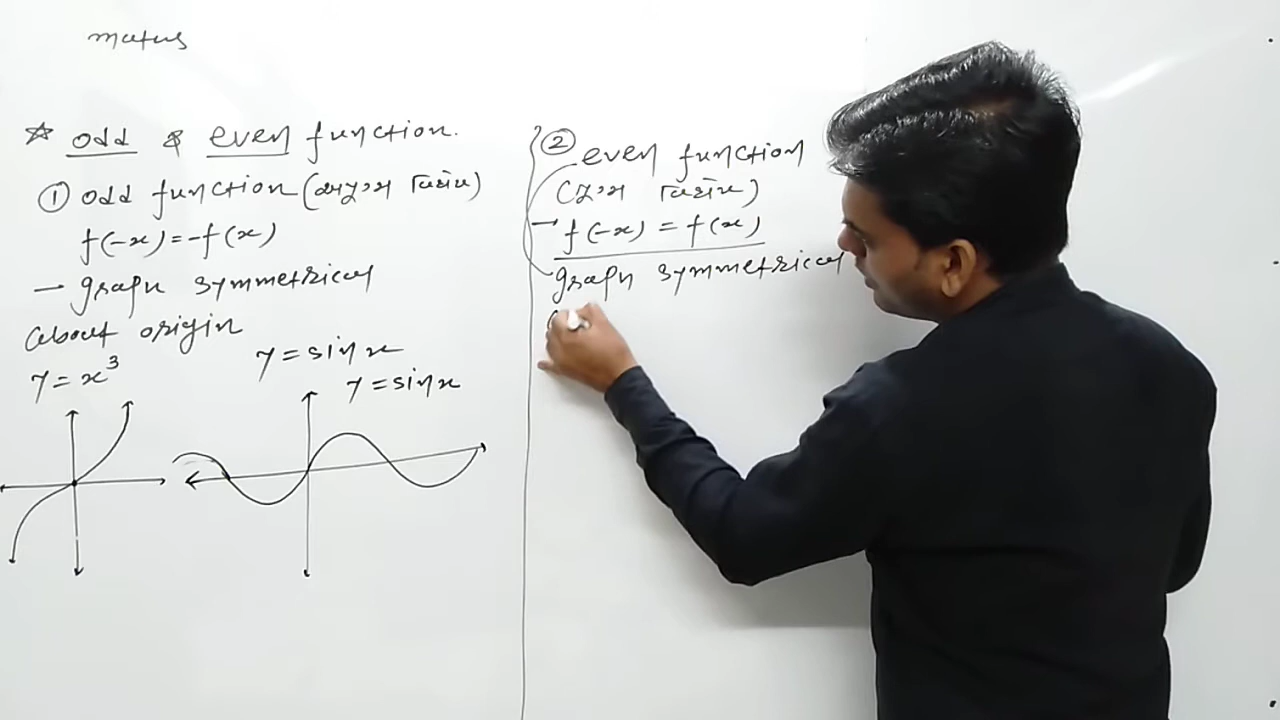 maths
☆ odd & even function.
① odd function (અયુગ્મ વિધેય)
f(-x)=-f(x)
→ graph symmetrical
about origin
y = sin x
y = x³
y = sin x
② even function
(યુગ્મ વિધેય)
→ f(-x) = f(x)
graph symmetrical